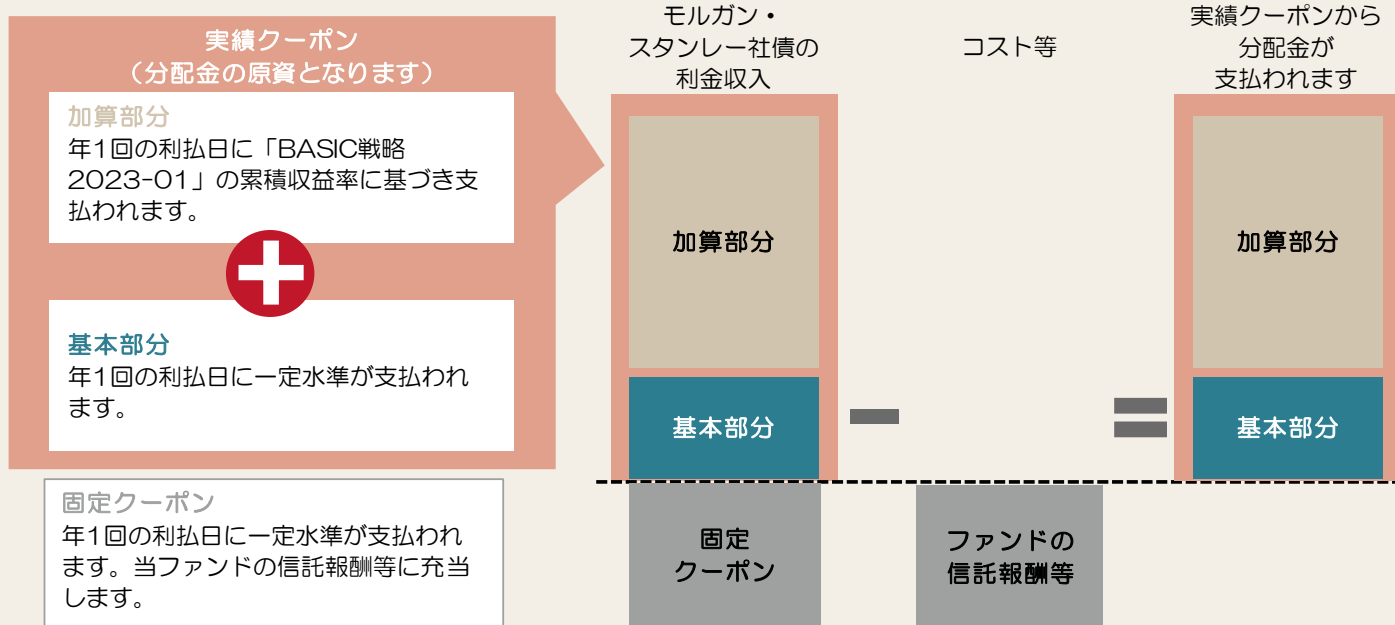 実績クーポン
（分配金の原資となります）
加算部分
年1回の利払日に「BASIC戦略
2023-01」の累積収益率に基づき支
払われます。
基本部分
年1回の利払日に一定水準が支払われ
ます。
固定クーポン
年1回の利払日に一定水準が支払われ
ます。当ファンドの信託報酬等に充当
します。
モルガン・
スタンレー社債の
利金収入
加算部分
基本部分
固定
クーポン
コスト等
ファンドの
信託報酬等
実績クーポンから
分配金が
支払われます
加算部分
基本部分